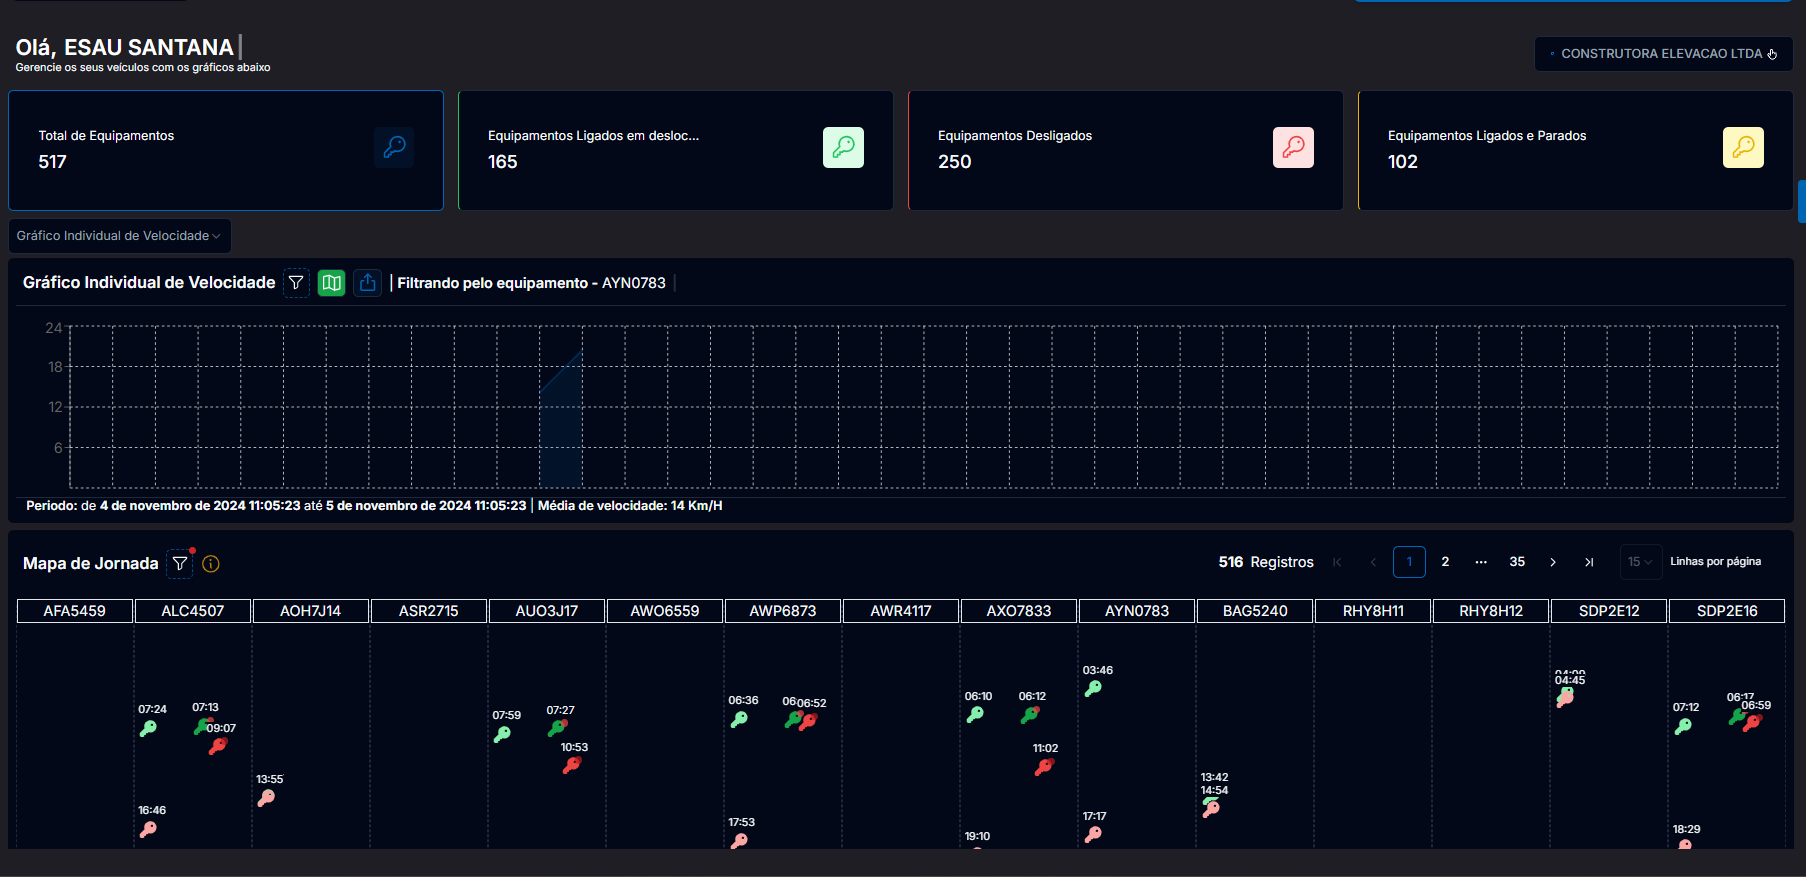 Olá, ESAU SANTANA
Gerencie os seus veículos com os gráficos abaixo
CONSTRUTORA ELEVACAO LTDA
Total de Equipamentos
517
Equipamentos Ligados em desloc...
165
Equipamentos Desligados
250
Equipamentos Ligados e Parados
102
Gráfico Individual de Velocidade
Gráfico Individual de Velocidade | Filtrando pelo equipamento - AYN0783
24
18
12
6
Periodo: de 4 de novembro de 2024 11:05:23 até 5 de novembro de 2024 11:05:23 | Média de velocidade: 14 Km/H
Mapa de Jornada
516 Registros 1 2 ... 35 15 Linhas por página
AFA5459 ALC4507 AOH7J14 ASR2715 AUO3J17 AWO6559 AWP6873 AWR4117 AXO7833 AYN0783 BAG5240 RHY8H11 RHY8H12 SDP2E12 SDP2E16
03:46
04:45
06:36 06:52 06:10 06:12 06:17
07:24 07:13 07:59 07:27 07:12 06:59
09:07
10:53 11:02
13:55 13:42
14:54
16:46 17:53 19:10 17:17 18:29